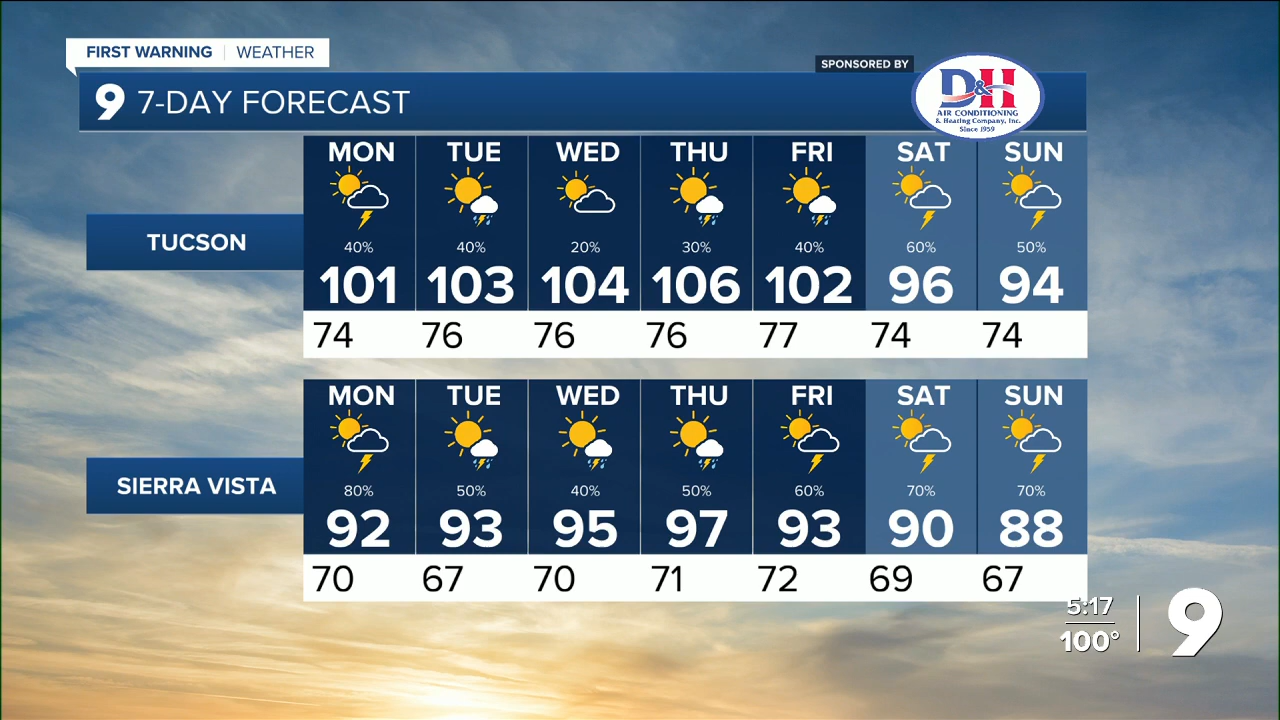 FIRST WARNING | WEATHER
SPONSORED BY
D&H
AIR CONDITIONING
& Heating Company, Inc.
Since 1959
9 7-DAY FORECAST
MON TUE WED THU FRI SAT SUN
TUCSON
40% 40% 20% 30% 40% 60% 50%
101 103 104 106 102 96 94
74 76 76 76 77 74 74
MON TUE WED THU FRI SAT SUN
SIERRA VISTA
80% 50% 40% 50% 60% 70% 70%
92 93 95 97 93 90 88
70 67 70 71 72 69 67
5:17
100°
9